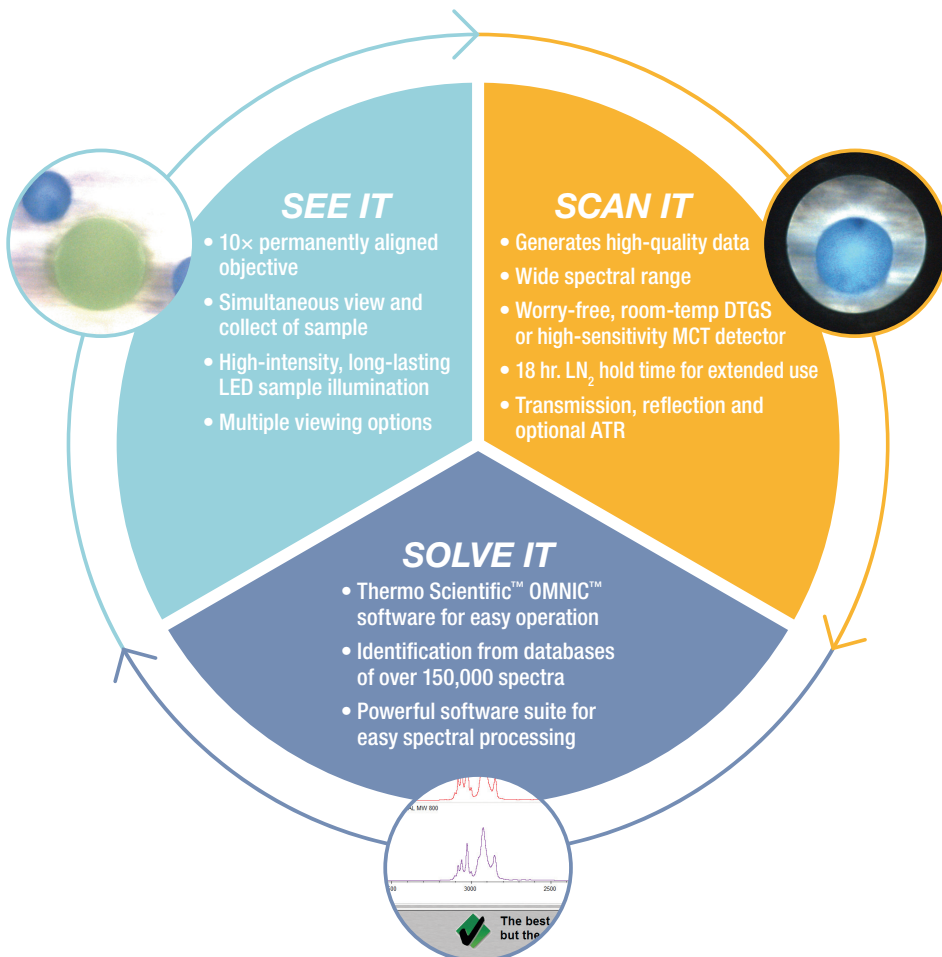 SEE IT
• 10× permanently aligned
objective
• Simultaneous view and
collect of sample
• High-intensity, long-lasting
LED sample illumination
• Multiple viewing options
SCAN IT
• Generates high-quality data
• Wide spectral range
• Worry-free, room-temp DTGS
or high-sensitivity MCT detector
• 18 hr. LN₂ hold time for extended use
• Transmission, reflection and
optional ATR
SOLVE IT
• Thermo Scientific™ OMNIC™
software for easy operation
• Identification from databases
of over 150,000 spectra
• Powerful software suite for
easy spectral processing
MW 800
3000 2500
The best
but the